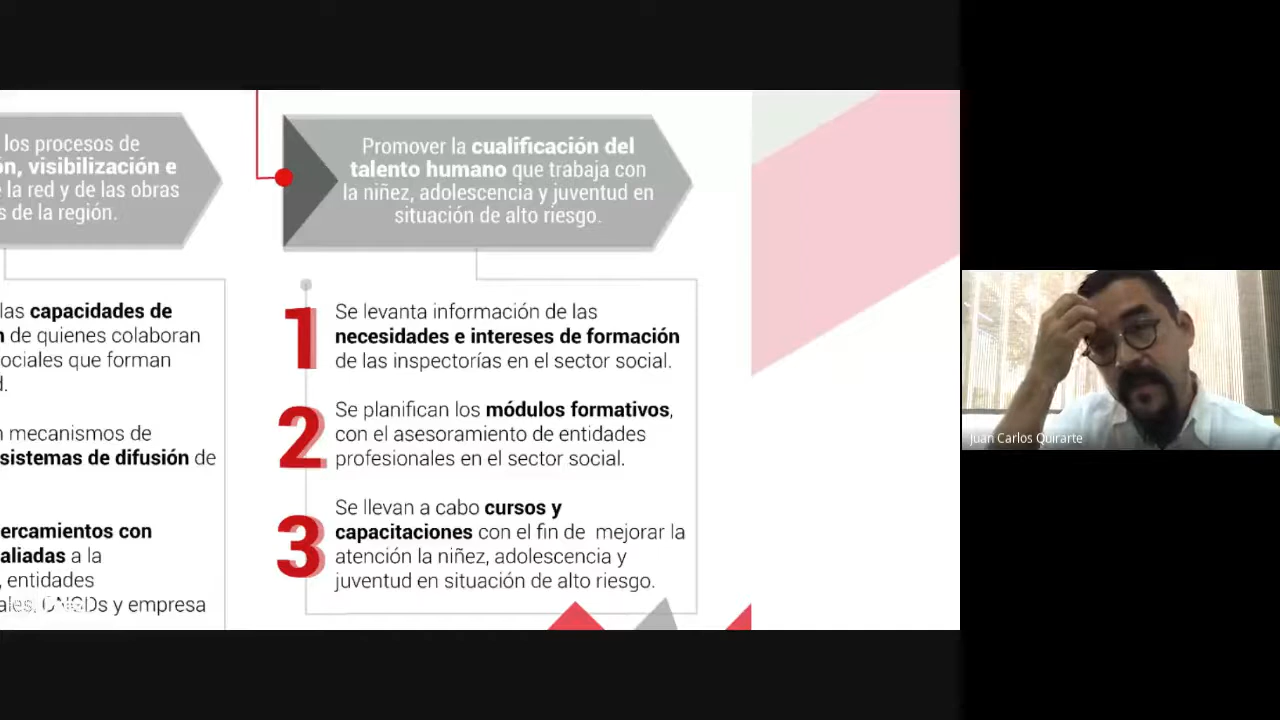 los procesos de
ón, visibilización e
e la red y de las obras
s de la región.
las capacidades de
n de quienes colaboran
ociales que forman
d.
n mecanismos de
sistemas de difusión de
ercamientos con
aliadas a la
, entidades
ales, ONGDs y empresa
Promover la cualificación del
talento humano que trabaja con
la niñez, adolescencia y juventud en
situación de alto riesgo.
1
Se levanta información de las
necesidades e intereses de formación
de las inspectorías en el sector social.
2
Se planifican los módulos formativos,
con el asesoramiento de entidades
profesionales en el sector social.
3
Se llevan a cabo cursos y
capacitaciones con el fin de mejorar la
atención la niñez, adolescencia y
juventud en situación de alto riesgo.
Juan Carlos Quirarte